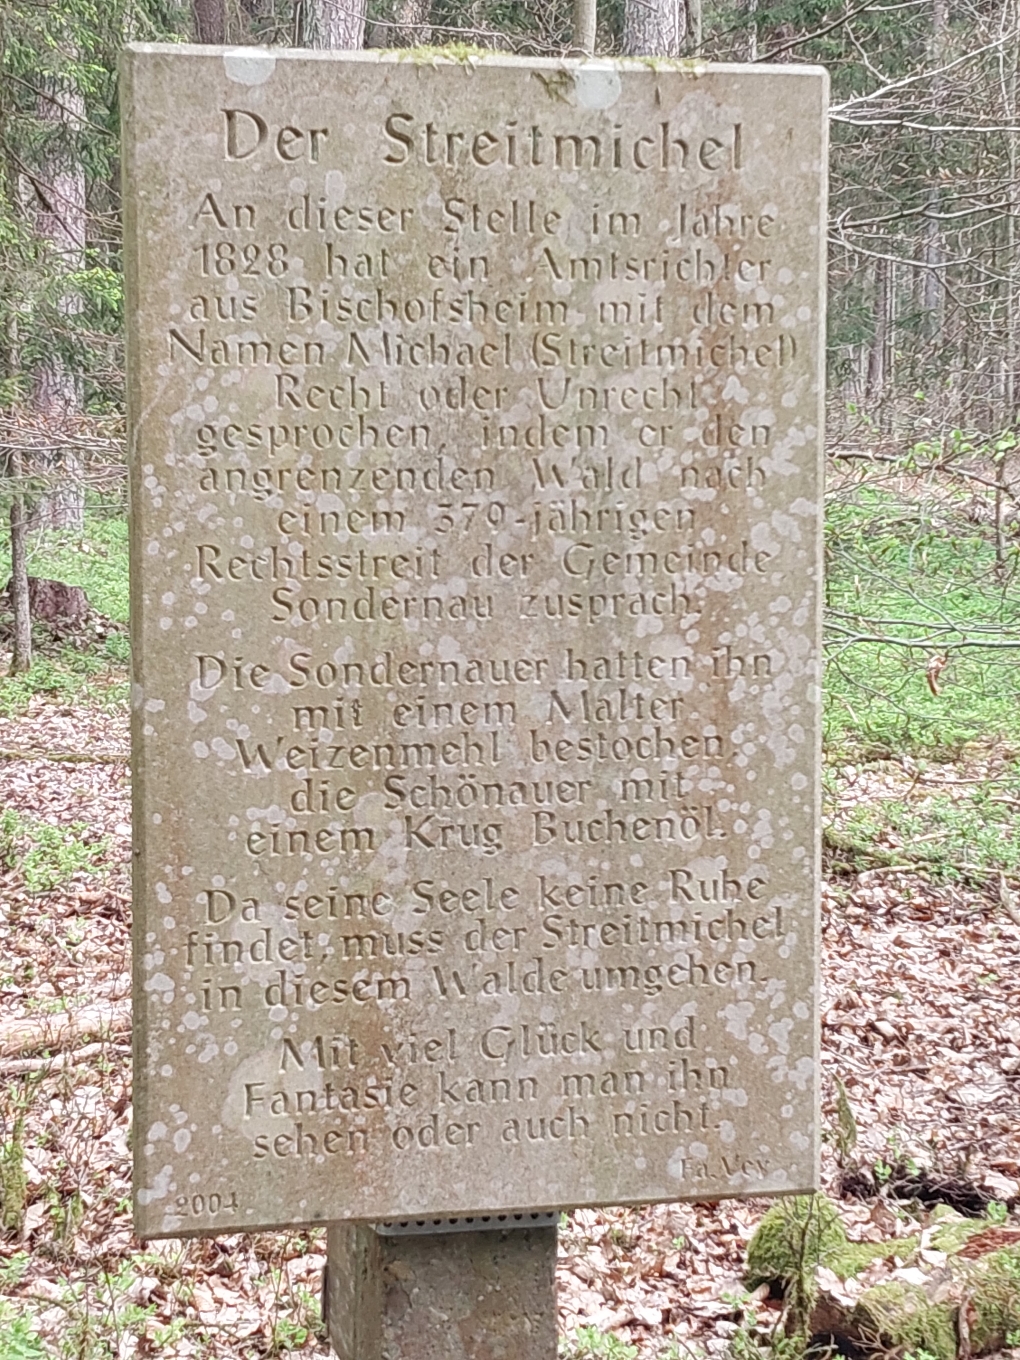 Der Streitmichel
An dieser Stelle im Jahre
1828 hat ein Amtsrichter
aus Bischofsheim mit dem
Namen Michael (Streitmichel)
Recht oder Unrecht
gesprochen, indem er den
angrenzenden Wald nach
einem 379-jährigen
Rechtsstreit der Gemeinde
Sondernau zusprach.
Die Sondernauer hatten ihn
mit einem Malter
Weizenmehl bestochen,
die Schönauer mit
einem Krug Buchenöl.
Da seine Seele keine Ruhe
findet, muss der Streitmichel
in diesem Walde umgehen.
Mit viel Glück und
Fantasie kann man ihn
sehen oder auch nicht.
Fa. Vey
2004